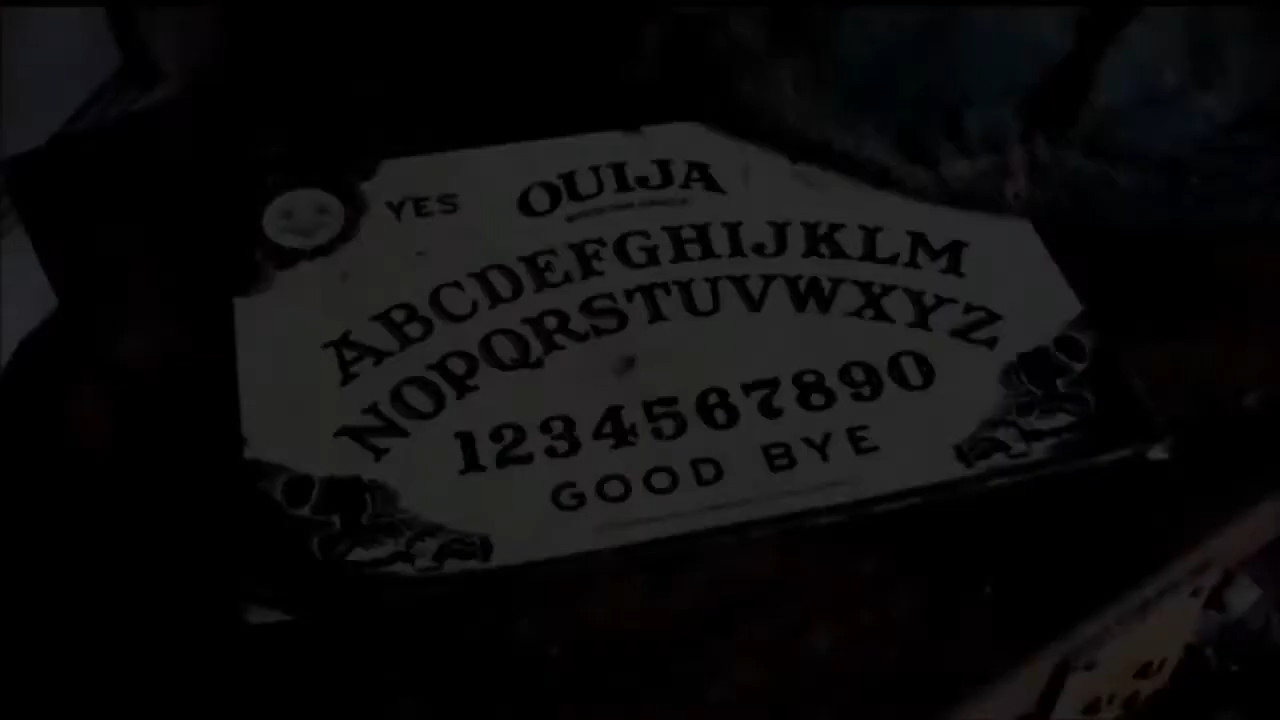 YES OUIJA
ABCDEFGHIJKLM
NOPQRSTUVWXYZ
1234567890
GOOD BYE